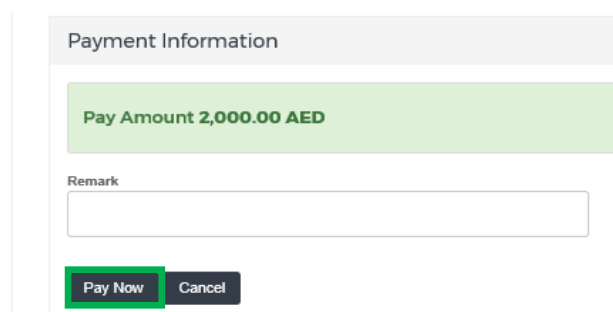 Payment Information
Pay Amount 2,000.00 AED
Remark
Pay Now Cancel